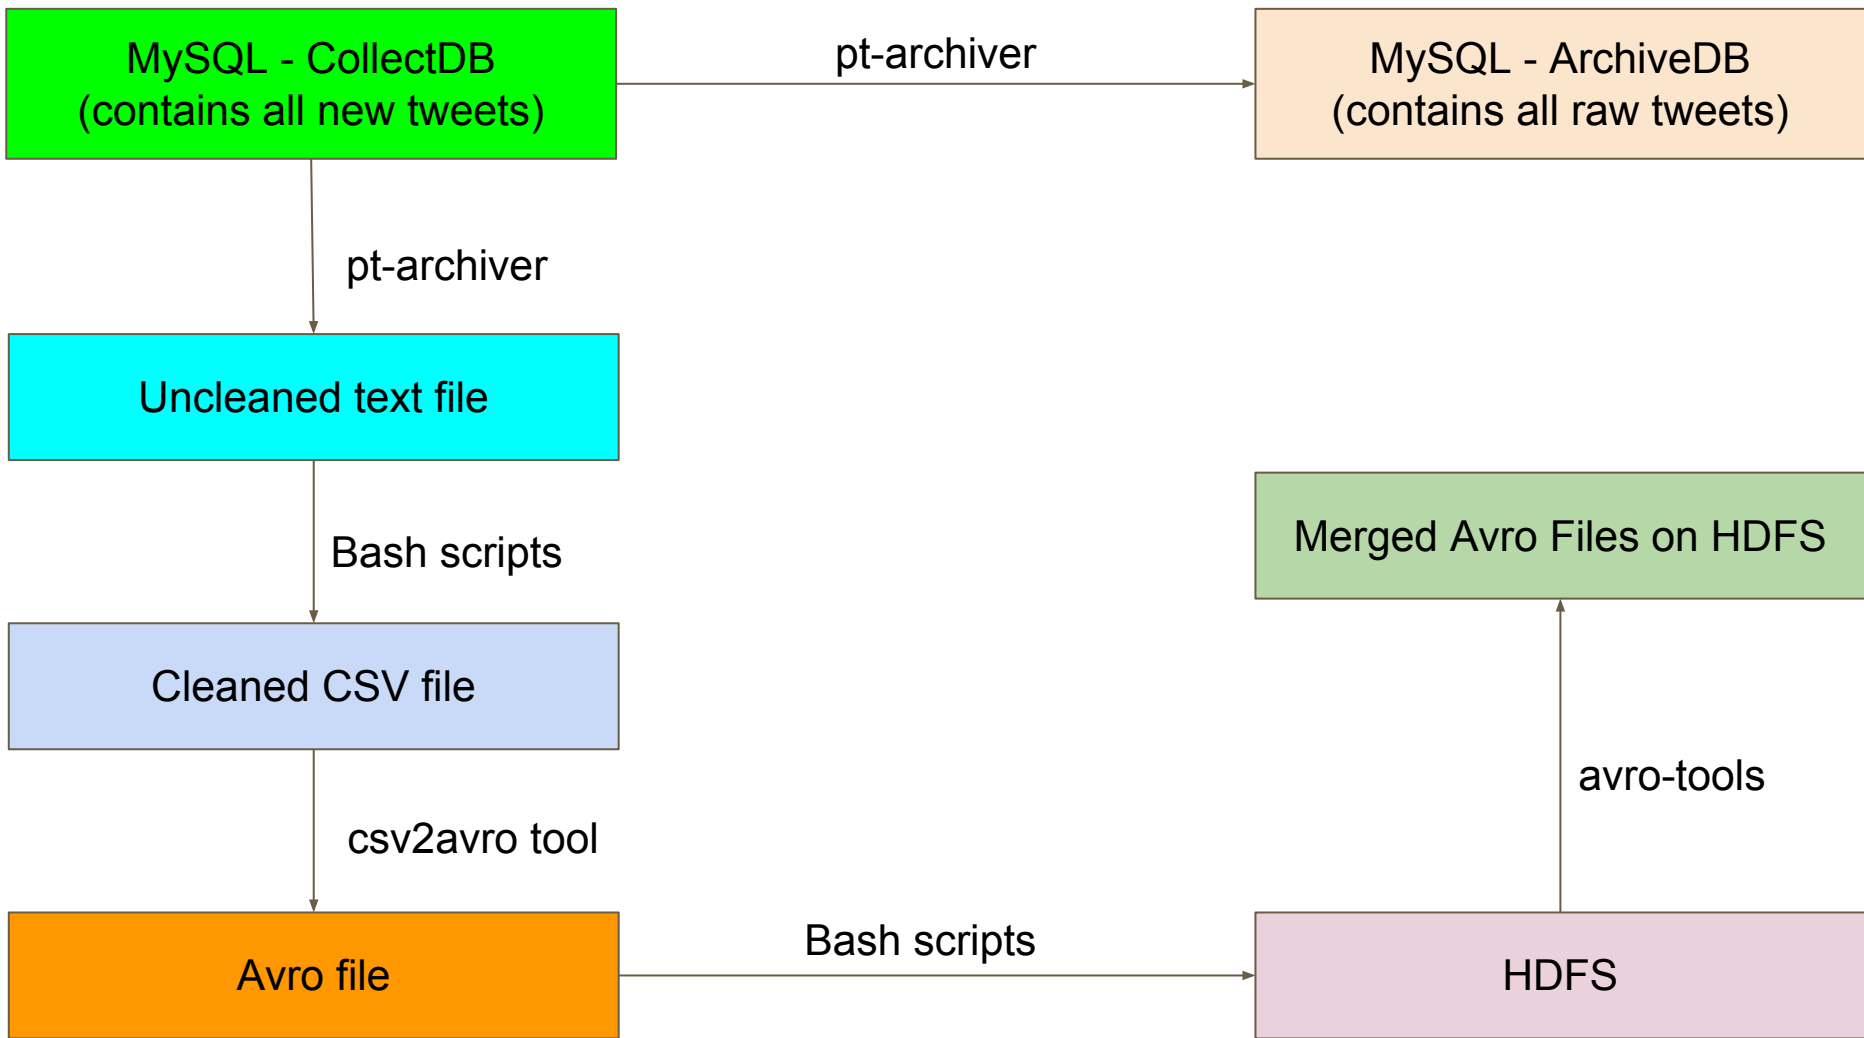 MySQL - CollectDB
(contains all new tweets)
pt-archiver
MySQL - ArchiveDB
(contains all raw tweets)
pt-archiver
Uncleaned text file
Bash scripts
Merged Avro Files on HDFS
Cleaned CSV file
avro-tools
csv2avro tool
Avro file
Bash scripts
HDFS